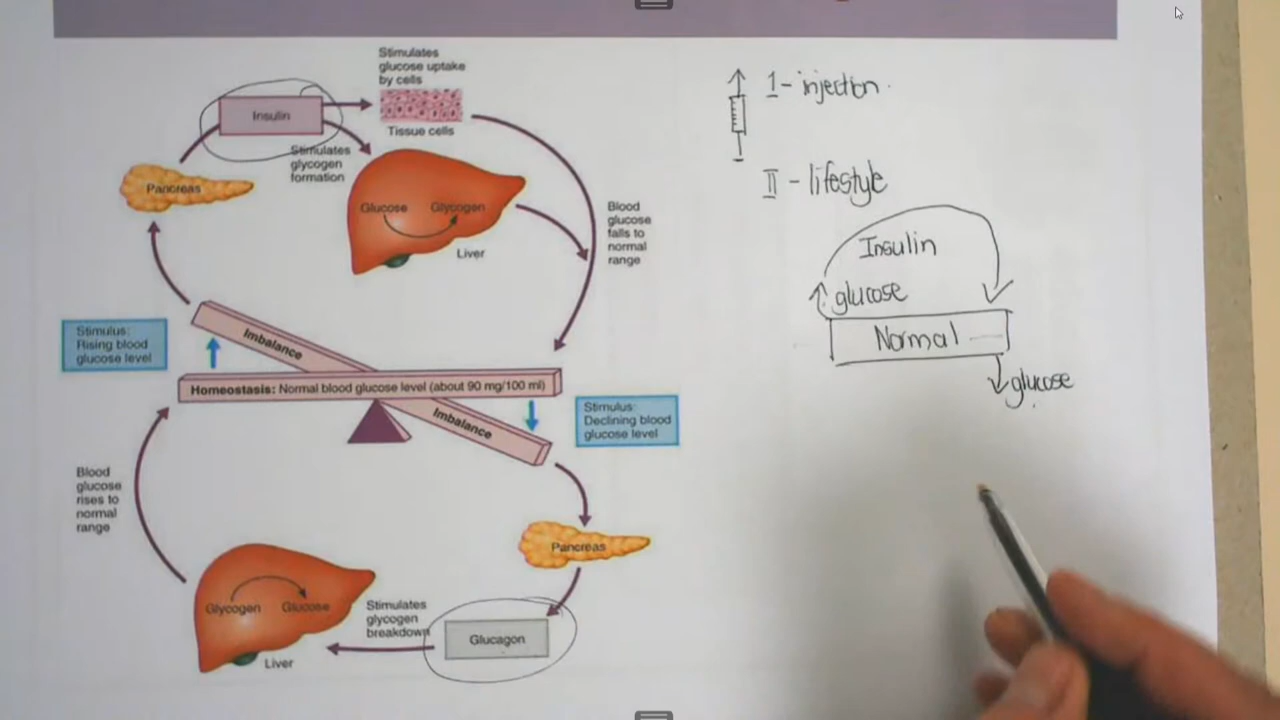 Stimulates
glucose uptake
by cells
Insulin
Tissue cells
Stimulates
glycogen
formation
Pancreas
Glucose Glycogen
Liver
Blood
glucose
falls to
normal
range
Stimulus:
Rising blood
glucose level
Imbalance
Homeostasis: Normal blood glucose level (about 90 mg/100 ml)
Imbalance
Stimulus:
Declining blood
glucose level
Blood
glucose
rises to
normal
range
Pancreas
Glycogen Glucose
Liver
Stimulates
glycogen
breakdown
Glucagon
I - injection
II - lifestyle
Insulin
glucose
Normal
glucose